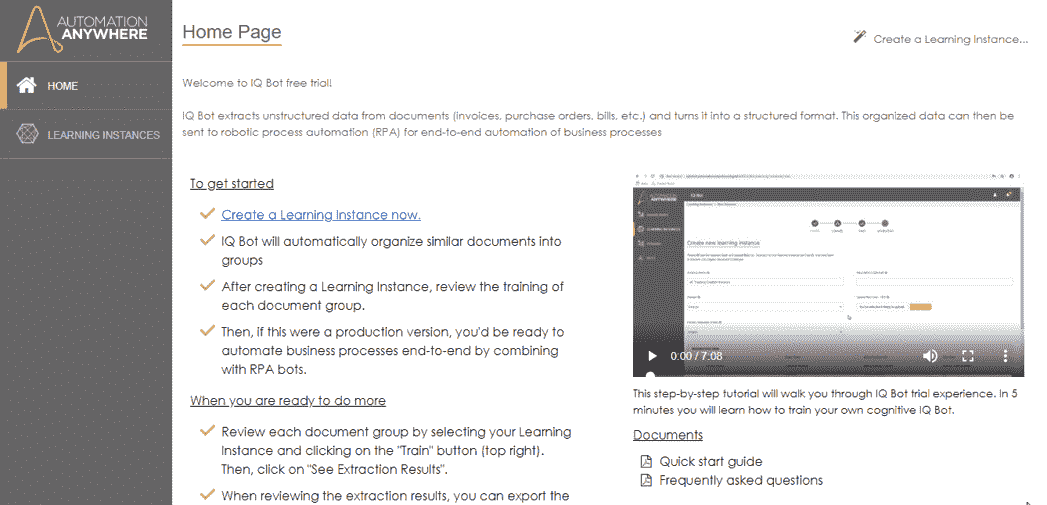 AUTOMATION
ANYWHERE
HOME
LEARNING INSTANCES
Home Page
Create a Learning Instance...
Welcome to IQ Bot free trial!
IQ Bot extracts unstructured data from documents (invoices, purchase orders, bills, etc.) and turns it into a structured format. This organized data can then be
sent to robotic process automation (RPA) for end-to-end automation of business processes
To get started
Create a Learning Instance now.
IQ Bot will automatically organize similar documents into
groups
After creating a Learning Instance, review the training of
each document group.
Then, if this were a production version, you'd be ready to
automate business processes end-to-end by combining
with RPA bots.
When you are ready to do more
Review each document group by selecting your Learning
Instance and clicking on the "Train" button (top right).
Then, click on "See Extraction Results".
When reviewing the extraction results, you can export the
Create new learning instance
0:00 / 7:08
This step-by-step tutorial will walk you through IQ Bot trial experience. In 5
minutes you will learn how to train your own cognitive IQ Bot.
Documents
Quick start guide
Frequently asked questions